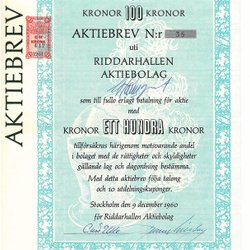 AKTIEBREV
KRONOR 100 KRONOR
AKTIEBREV N:r 36
uti
RIDDARHALLEN
AKTIEBOLAG
som till fullo erlagt betalning för aktie
med
KRONOR ETT HUNDRA KRONOR
tillförsäkras härigenom motsvarande andel
i bolaget med de rättigheter och skyldigheter
gällande lag och dagordning bestämma.
Med detta aktiebrev följa talong
och 10 utdelningskuponger.
Stockholm den 9 december 1960
för Riddarhallen Aktiebolag